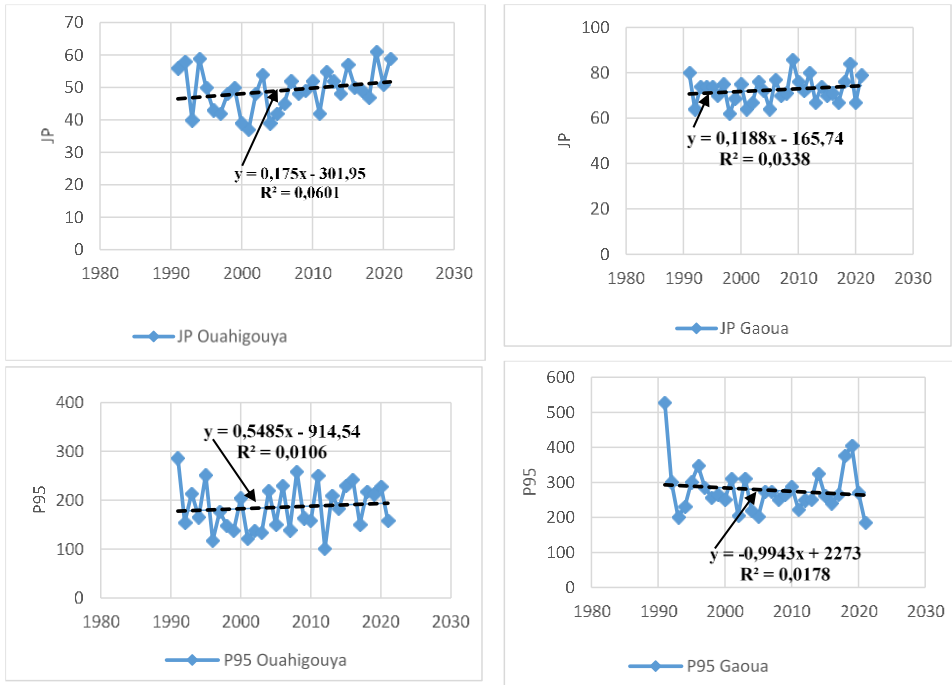 70
60
50
40
30
20
10
0
JP
y = 0,175x - 301,95
R² = 0,0601
1980 1990 2000 2010 2020 2030
JP Ouahigouya
100
80
60
40
20
0
JP
y = 0,1188x - 165,74
R² = 0,0338
1980 1990 2000 2010 2020 2030
JP Gaoua
400
300
200
100
0
P95
y = 0,5485x - 914,54
R² = 0,0106
1980 1990 2000 2010 2020 2030
P95 Ouahigouya
600
500
400
300
200
100
0
P95
y = -0,9943x + 2273
R² = 0,0178
1980 1990 2000 2010 2020 2030
P95 Gaoua